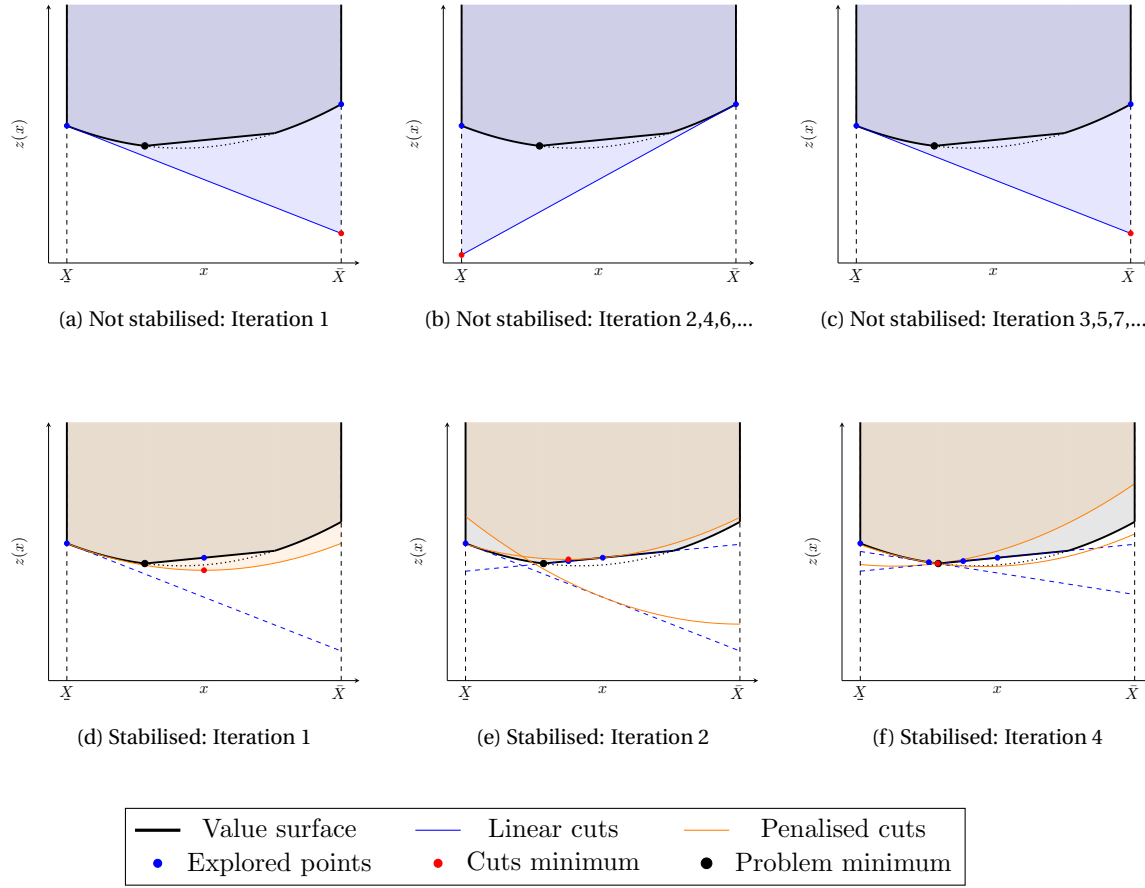 z(x)
z(x)
z(x)
X̲ x X̄
X̲ x X̄
X̲ x X̄
(a) Not stabilised: Iteration 1
(b) Not stabilised: Iteration 2,4,6,...
(c) Not stabilised: Iteration 3,5,7,...
z(x)
z(x)
z(x)
X̲ x X̄
X̲ x X̄
X̲ x X̄
(d) Stabilised: Iteration 1
(e) Stabilised: Iteration 2
(f) Stabilised: Iteration 4
Value surface Linear cuts Penalised cuts
Explored points Cuts minimum Problem minimum